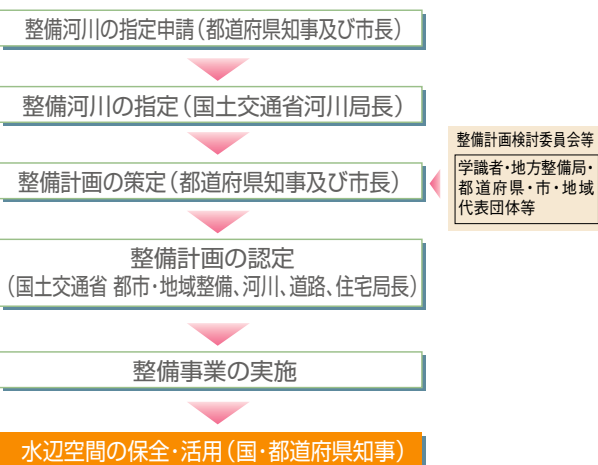 整備河川の指定申請(都道府県知事及び市長)
整備河川の指定(国土交通省河川局長)
整備計画の策定(都道府県知事及び市長)
整備計画検討委員会等
学識者・地方整備局・
都道府県・市・地域
代表団体等
整備計画の認定
(国土交通省 都市・地域整備、河川、道路、住宅局長)
整備事業の実施
水辺空間の保全・活用(国・都道府県知事)